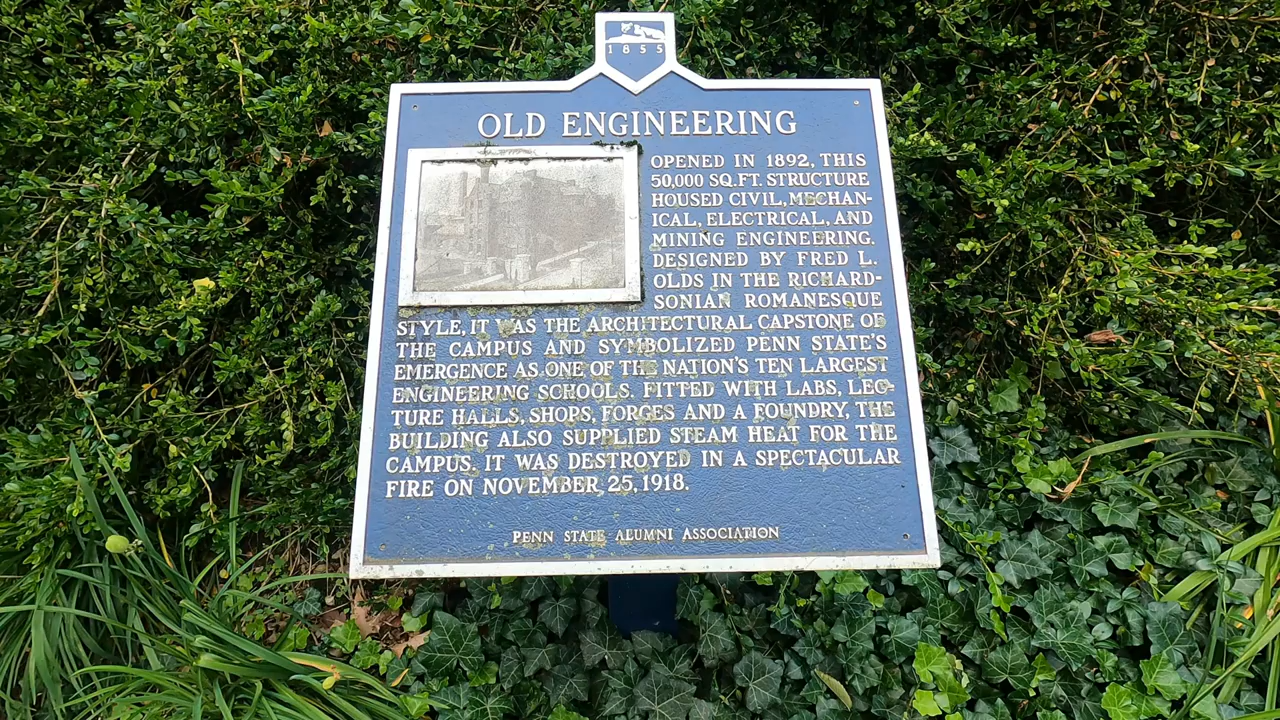 1855
OLD ENGINEERING
OPENED IN 1892, THIS
50,000 SQ.FT. STRUCTURE
HOUSED CIVIL, MECHAN-
ICAL, ELECTRICAL, AND
MINING ENGINEERING.
DESIGNED BY FRED L.
OLDS IN THE RICHARD-
SONIAN ROMANESQUE
STYLE, IT WAS THE ARCHITECTURAL CAPSTONE OF
THE CAMPUS AND SYMBOLIZED PENN STATE'S
EMERGENCE AS ONE OF THE NATION'S TEN LARGEST
ENGINEERING SCHOOLS. FITTED WITH LABS, LEC-
TURE HALLS, SHOPS, FORGES AND A FOUNDRY, THE
BUILDING ALSO SUPPLIED STEAM HEAT FOR THE
CAMPUS. IT WAS DESTROYED IN A SPECTACULAR
FIRE ON NOVEMBER 25, 1918.
PENN STATE ALUMNI ASSOCIATION